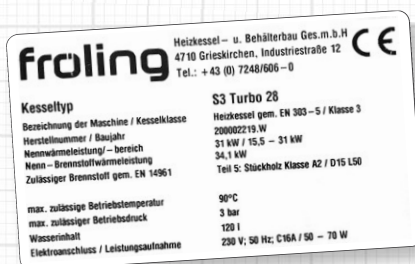 froling
Heizkessel– u. Behälterbau Ges.m.b.H
4710 Grieskirchen, Industriestraße 12
Tel.: +43 (0) 7248/606–0
CE
Kesseltyp S3 Turbo 28
Bezeichnung der Maschine / Kesselklasse Heizkessel gem. EN 303–5 / Klasse 3
Herstellnummer / Baujahr 200002219.W
Nennwärmeleistung/– bereich 31 kW / 15,5 – 31 kW
Nenn–Brennstoffwärmeleistung 34,1 kW
Zulässiger Brennstoff gem. EN 14961 Teil 5: Stückholz Klasse A2 / D15 L50
max. zulässige Betriebstemperatur 90°C
max. zulässiger Betriebsdruck 3 bar
Wasserinhalt 120 l
Elektroanschluss / Leistungsaufnahme 230 V; 50 Hz; C16A / 50 – 70 W